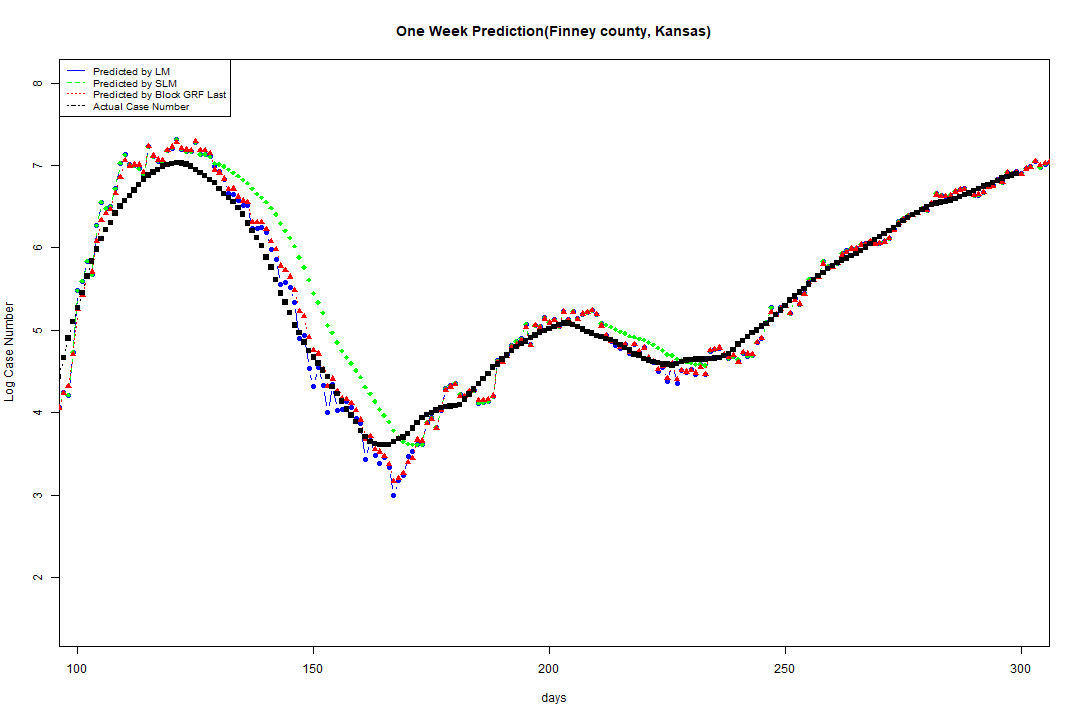 One Week Prediction(Finney county, Kansas)
Predicted by LM
Predicted by SLM
Predicted by Block GRF Last
Actual Case Number
8
7
6
5
4
3
2
Log Case Number
100 150 200 250 300
days